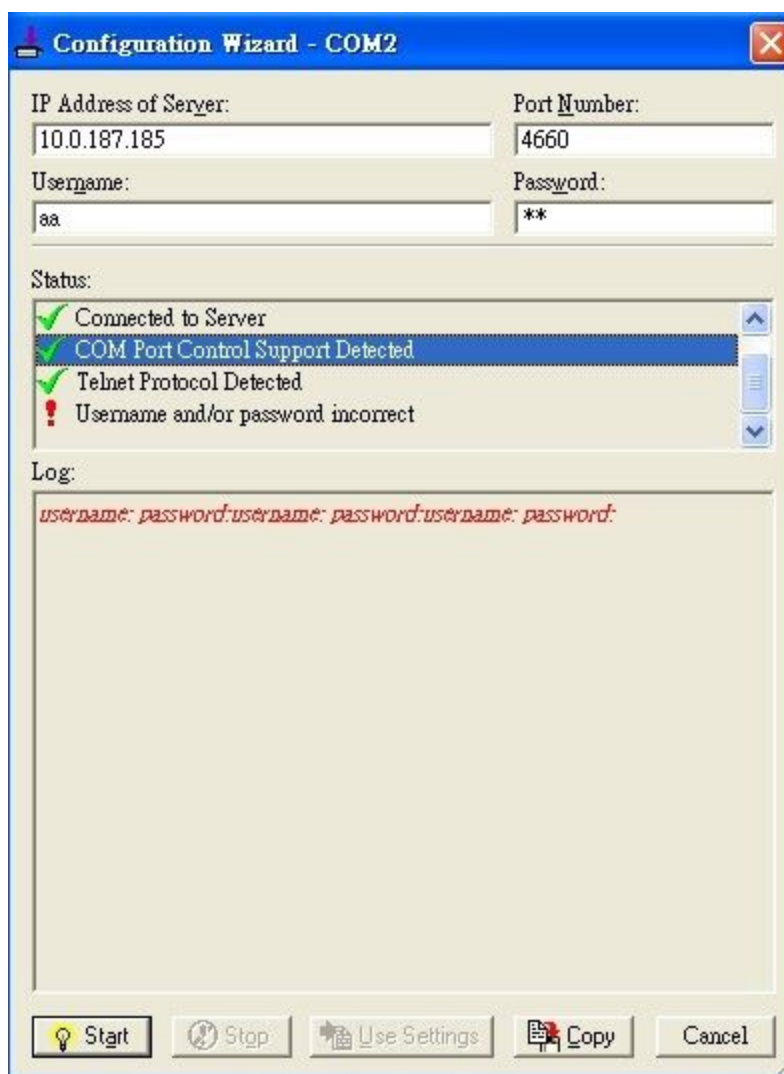 Configuration Wizard - COM2
IP Address of Server:
Port Number:
10.0.187.185
4660
Username:
Password:
aa
**
Status:
Connected to Server
COM Port Control Support Detected
Telnet Protocol Detected
Username and/or password incorrect
Log:
username: password:username: password:username: password:
Start
Stop
Use Settings
Copy
Cancel